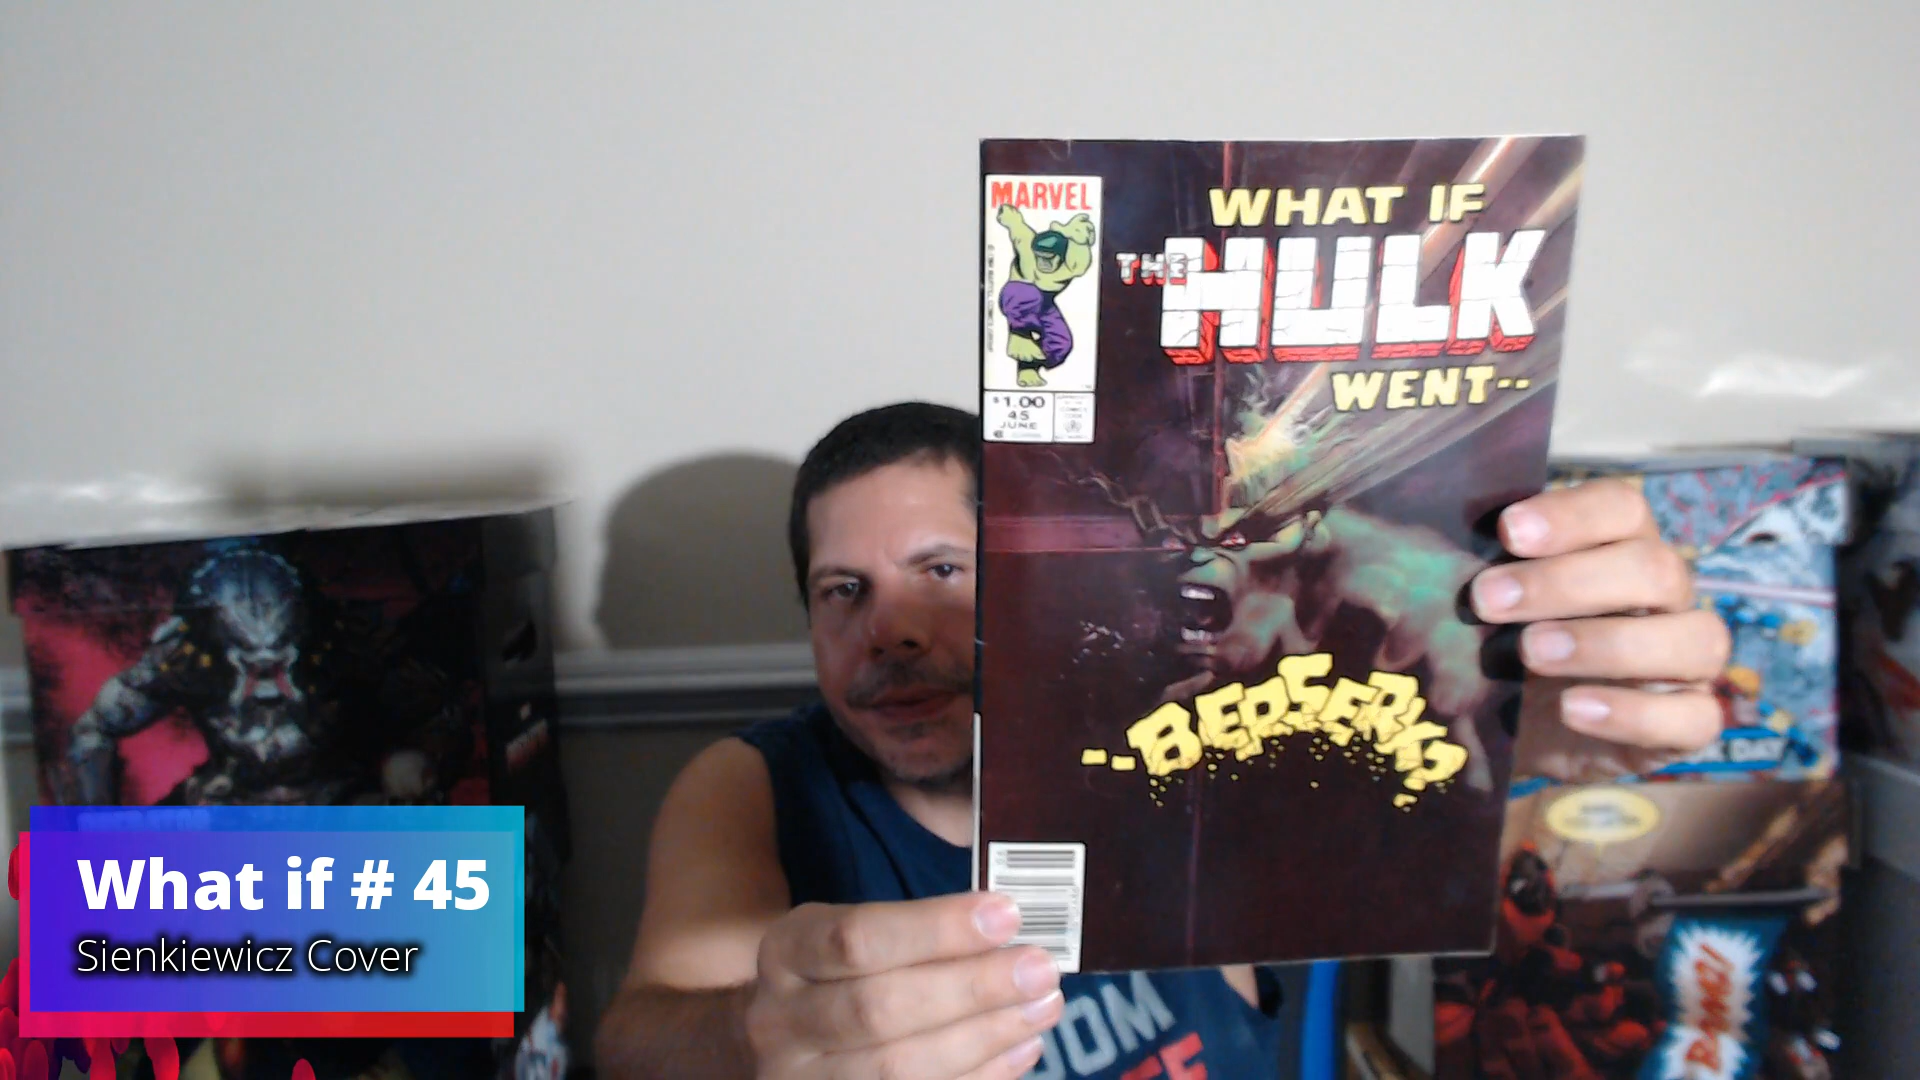 MARVEL
$1.00
45
JUNE
WHAT IF
THE HULK
WENT--
--BERSERK?
What if # 45
Sienkiewicz Cover